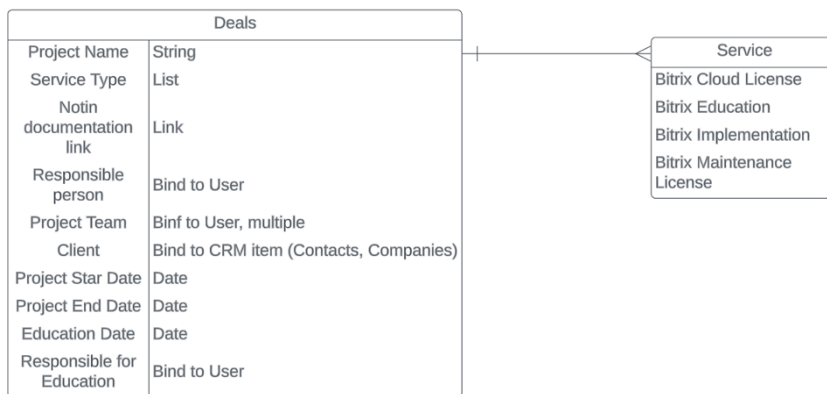 Deals
Project Name String
Service Type List
Notin
documentation
link
Link
Responsible
person
Bind to User
Project Team Binf to User, multiple
Client Bind to CRM item (Contacts, Companies)
Project Star Date Date
Project End Date Date
Education Date Date
Responsible for
Education
Bind to User
Service
Bitrix Cloud License
Bitrix Education
Bitrix Implementation
Bitrix Maintenance
License